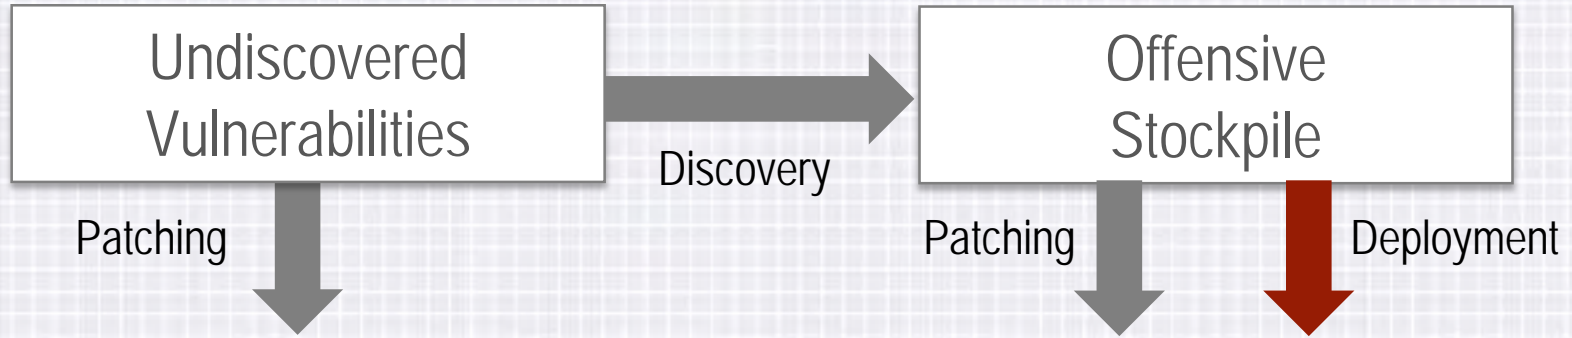 Undiscovered
Vulnerabilities
Discovery
Offensive
Stockpile
Patching
Patching
Deployment